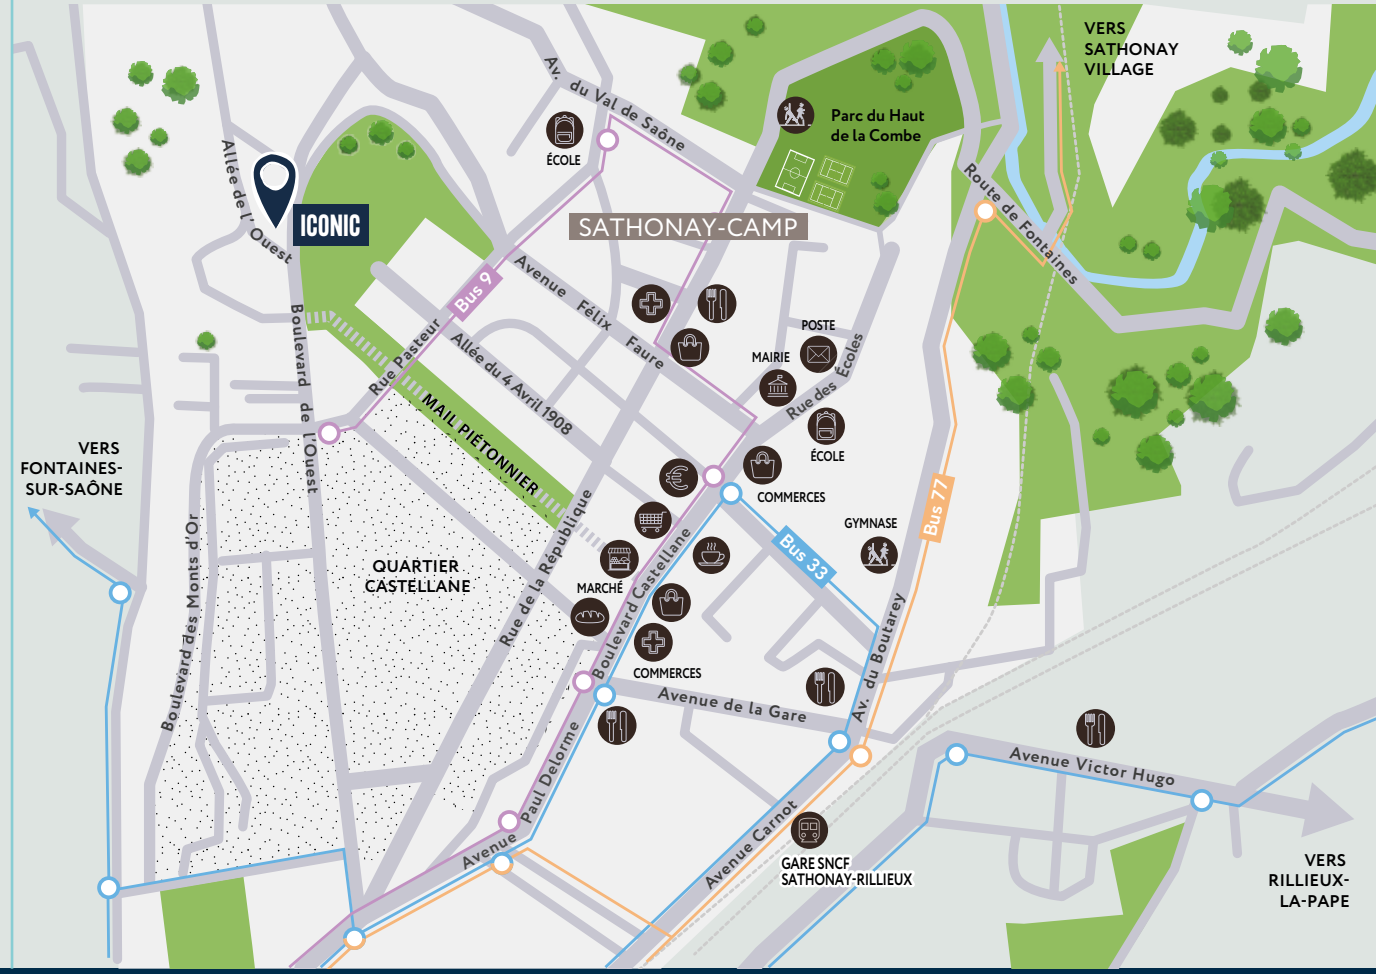 VERS
SATHONAY
VILLAGE
Av. du Val de Saône
Parc du Haut
de la Combe
ÉCOLE
Allée de l'Ouest
ICONIC
SATHONAY-CAMP
Route de Fontaines
Bus 9
Avenue Félix Faure
Boulevard de l'Ouest
Rue Pasteur
Allée du 4 Avril 1908
POSTE
MAIRIE
Rue des Écoles
MAIL PIÉTONNIER
ÉCOLE
VERS
FONTAINES-
SUR-SAÔNE
COMMERCES
Bus 77
GYMNASE
Bus 33
QUARTIER
CASTELLANE
MARCHÉ
Boulevard des Monts d'Or
Rue de la République
Boulevard Castellane
COMMERCES
Av. du Boutarey
Avenue de la Gare
Avenue Victor Hugo
Avenue Paul Delorme
Avenue Carnot
GARE SNCF
SATHONAY-RILLIEUX
VERS
RILLIEUX-
LA-PAPE